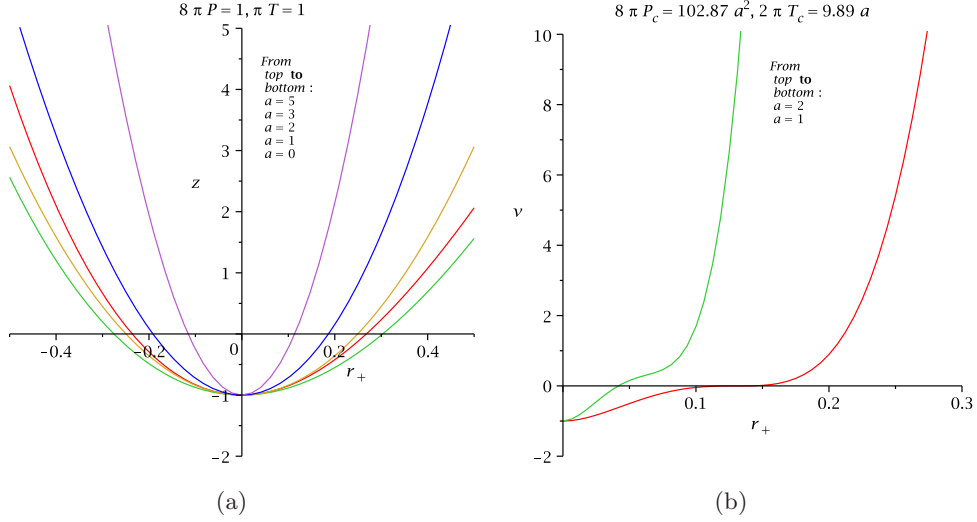 8 π P = 1, π T = 1
5
4
3
2
1
0
−1
−2
−0.4
−0.2
0.2
0.4
z
r+
From
top to
bottom :
a = 5
a = 3
a = 2
a = 1
a = 0
(a)
8 π Pc = 102.87 a², 2 π Tc = 9.89 a
10
8
6
4
2
0
−2
0.1
0.2
0.3
v
r+
From
top to
bottom :
a = 2
a = 1
(b)